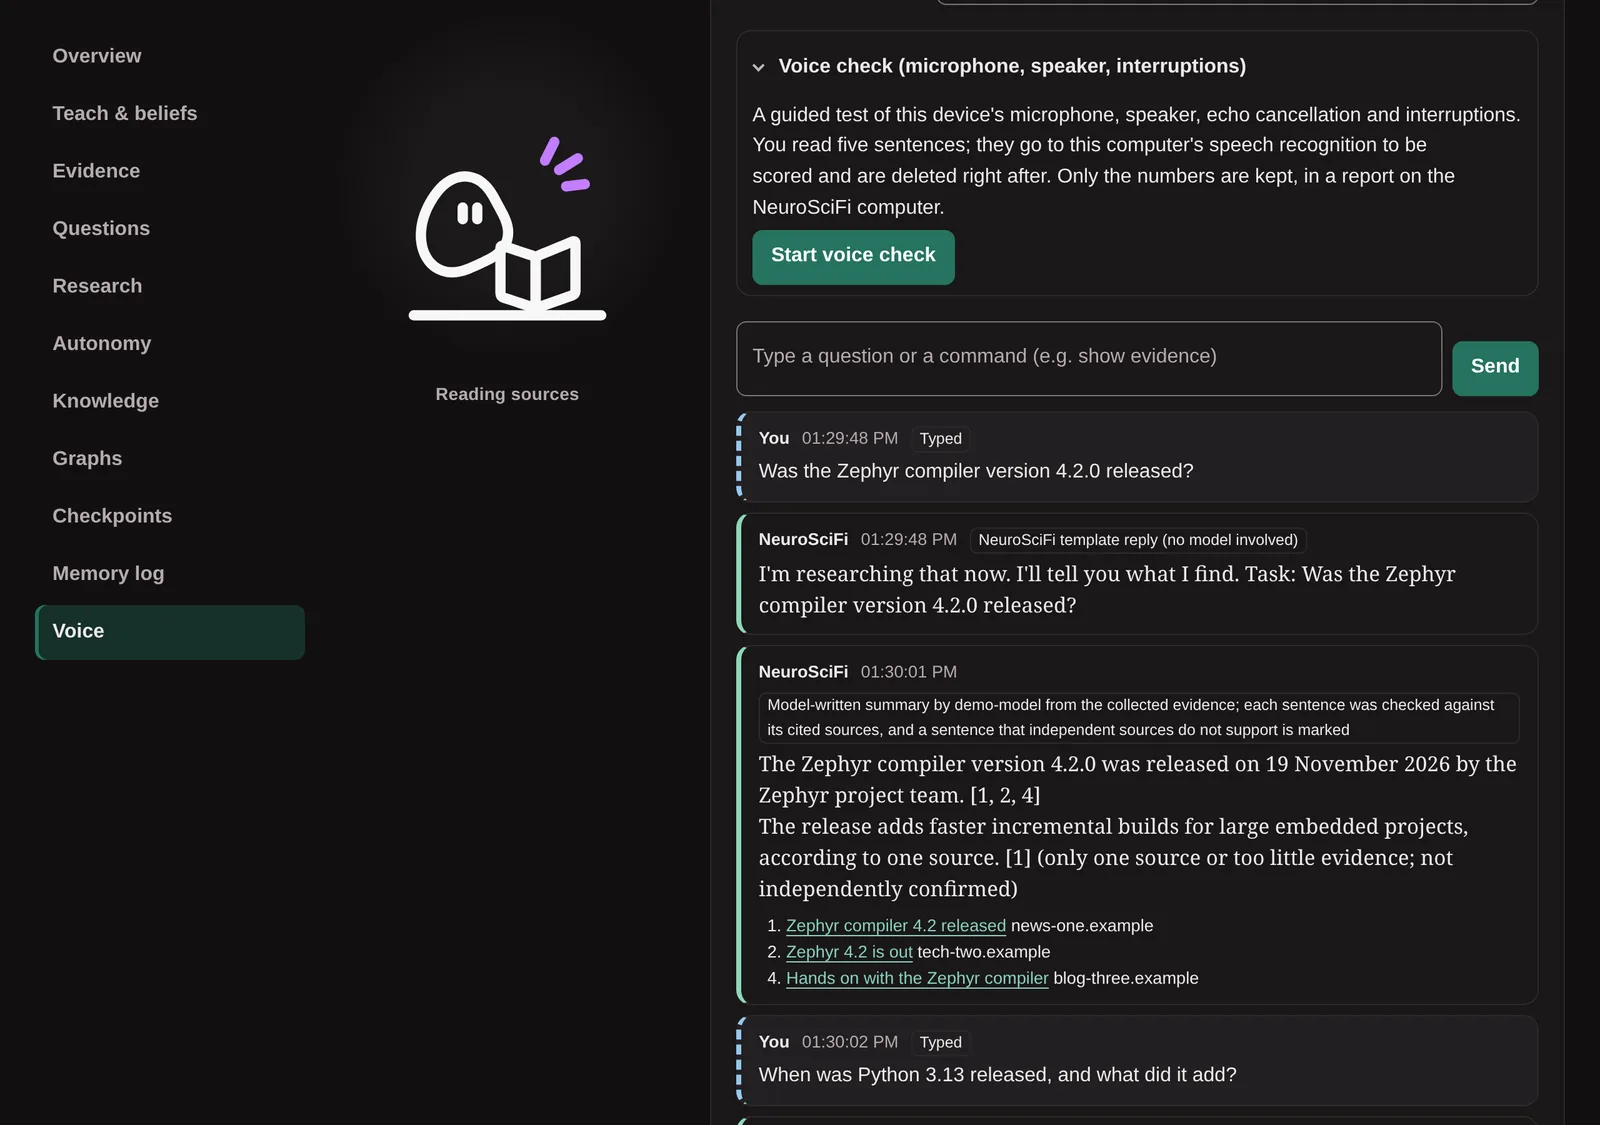 Overview
Teach & beliefs
Evidence
Questions
Research
Autonomy
Knowledge
Graphs
Checkpoints
Memory log
Voice
Reading sources
Voice check (microphone, speaker, interruptions)
A guided test of this device's microphone, speaker, echo cancellation and interruptions.
You read five sentences; they go to this computer's speech recognition to be
scored and are deleted right after. Only the numbers are kept, in a report on the
NeuroSciFi computer.
Start voice check
Type a question or a command (e.g. show evidence)
Send
You 01:29:48 PM Typed
Was the Zephyr compiler version 4.2.0 released?
NeuroSciFi 01:29:48 PM NeuroSciFi template reply (no model involved)
I'm researching that now. I'll tell you what I find. Task: Was the Zephyr
compiler version 4.2.0 released?
NeuroSciFi 01:30:01 PM
Model-written summary by demo-model from the collected evidence; each sentence was checked against
its cited sources, and a sentence that independent sources do not support is marked
The Zephyr compiler version 4.2.0 was released on 19 November 2026 by the
Zephyr project team. [1, 2, 4]
The release adds faster incremental builds for large embedded projects,
according to one source. [1] (only one source or too little evidence; not
independently confirmed)
1. Zephyr compiler 4.2 released news-one.example
2. Zephyr 4.2 is out tech-two.example
4. Hands on with the Zephyr compiler blog-three.example
You 01:30:02 PM Typed
When was Python 3.13 released, and what did it add?